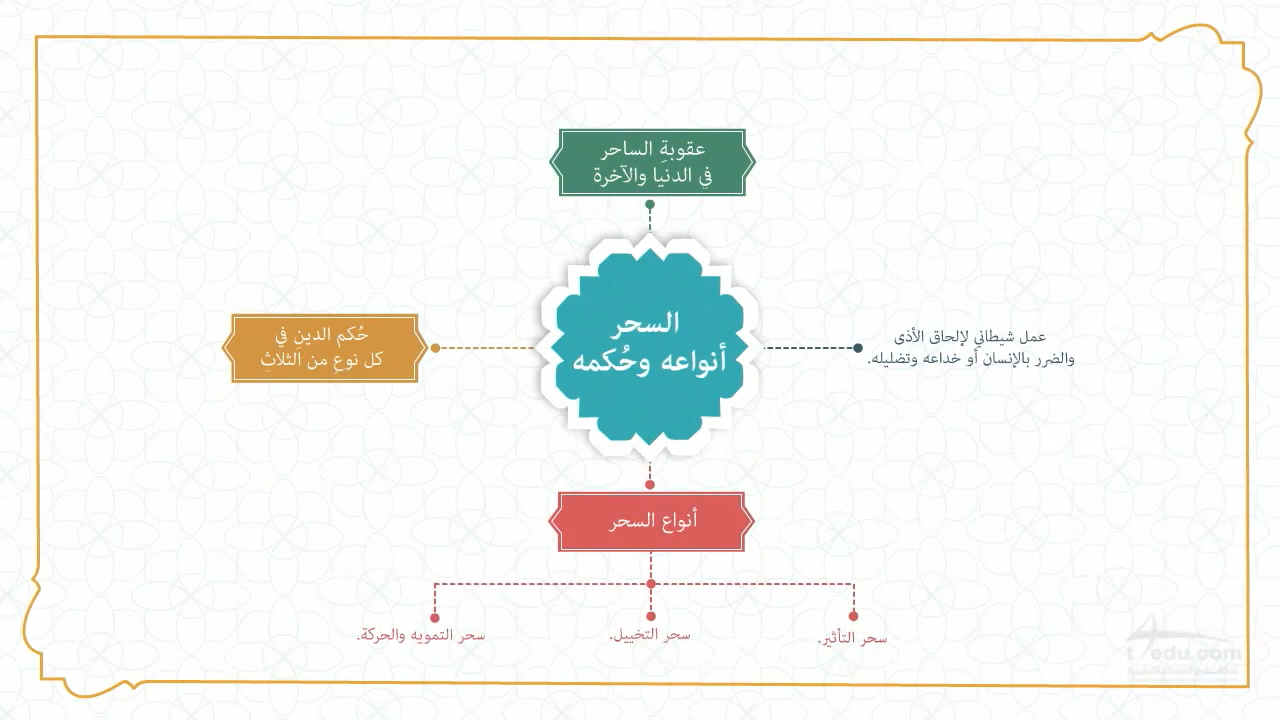 عقوبةِ الساحر
في الدنيا والآخرة
السحر
أنواعه وحُكمه
عمل شيطاني لإلحاق الأذى
والضرر بالإنسان أو خداعه وتضليله.
حُكم الدينِ في
كل نوعِ من الثلاثِ
أنواع السحر
سحر التأثير.
سحر التخييل.
سحر التمويه والحركة.
edu.com